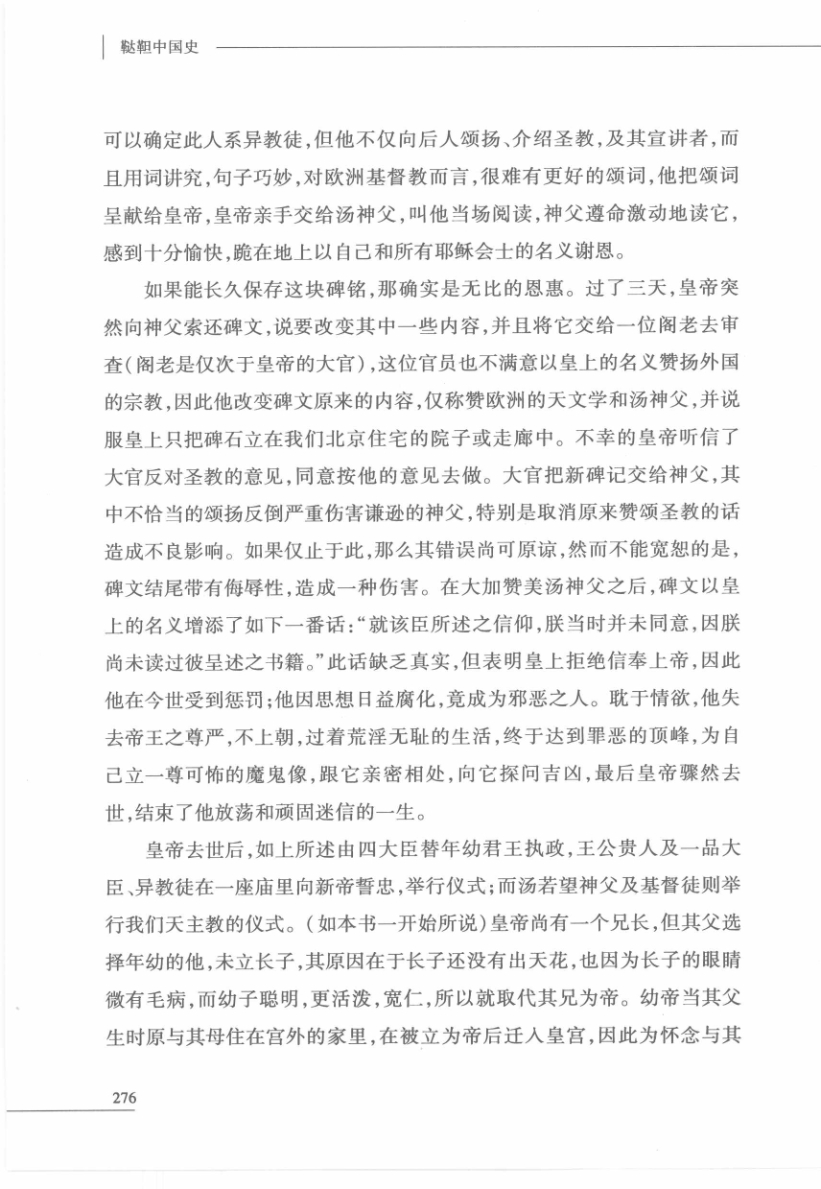 鞑靼中国史
可以确定此人系异教徒,但他不仅向后人颂扬、介绍圣教,及其宣讲者,而
且用词讲究,句子巧妙,对欧洲基督教而言,很难有更好的颂词,他把颂词
呈献给皇帝,皇帝亲手交给汤神父,叫他当场阅读,神父遵命激动地读它,
感到十分愉快,跪在地上以自己和所有耶稣会士的名义谢恩。
如果能长久保存这块碑铭,那确实是无比的恩惠。过了三天,皇帝突
然向神父索还碑文,说要改变其中一些内容,并且将它交给一位阁老去审
查(阁老是仅次于皇帝的大官),这位官员也不满意以皇上的名义赞扬外国
的宗教,因此他改变碑文原来的内容,仅称赞欧洲的天文学和汤神父,并说
服皇上只把碑石立在我们北京住宅的院子或走廊中。不幸的皇帝听信了
大官反对圣教的意见,同意按他的意见去做。大官把新碑记交给神父,其
中不恰当的颂扬反倒严重伤害谦逊的神父,特别是取消原来赞颂圣教的话
造成不良影响。如果仅止于此,那么其错误尚可原谅,然而不能宽恕的是,
碑文结尾带有侮辱性,造成一种伤害。在大加赞美汤神父之后,碑文以皇
上的名义增添了如下一番话:“就该臣所述之信仰,朕当时并未同意,因朕
尚未读过彼呈述之书籍。”此话缺乏真实,但表明皇上拒绝信奉上帝,因此
他在今世受到惩罚;他因思想日益腐化,竟成为邪恶之人。耽于情欲,他失
去帝王之尊严,不上朝,过着荒淫无耻的生活,终于达到罪恶的顶峰,为自
己立一尊可怖的魔鬼像,跟它亲密相处,向它探问吉凶,最后皇帝骤然去
世,结束了他放荡和顽固迷信的一生。
皇帝去世后,如上所述由四大臣替年幼君王执政,王公贵人及一品大
臣、异教徒在一座庙里向新帝誓忠,举行仪式;而汤若望神父及基督徒则举
行我们天主教的仪式。(如本书一开始所说)皇帝尚有一个兄长,但其父选
择年幼的他,未立长子,其原因在于长子还没有出天花,也因为长子的眼睛
微有毛病,而幼子聪明,更活泼,宽仁,所以就取代其兄为帝。幼帝当其父
生时原与其母住在宫外的家里,在被立为帝后迁人皇宫,因此为怀念与其
276